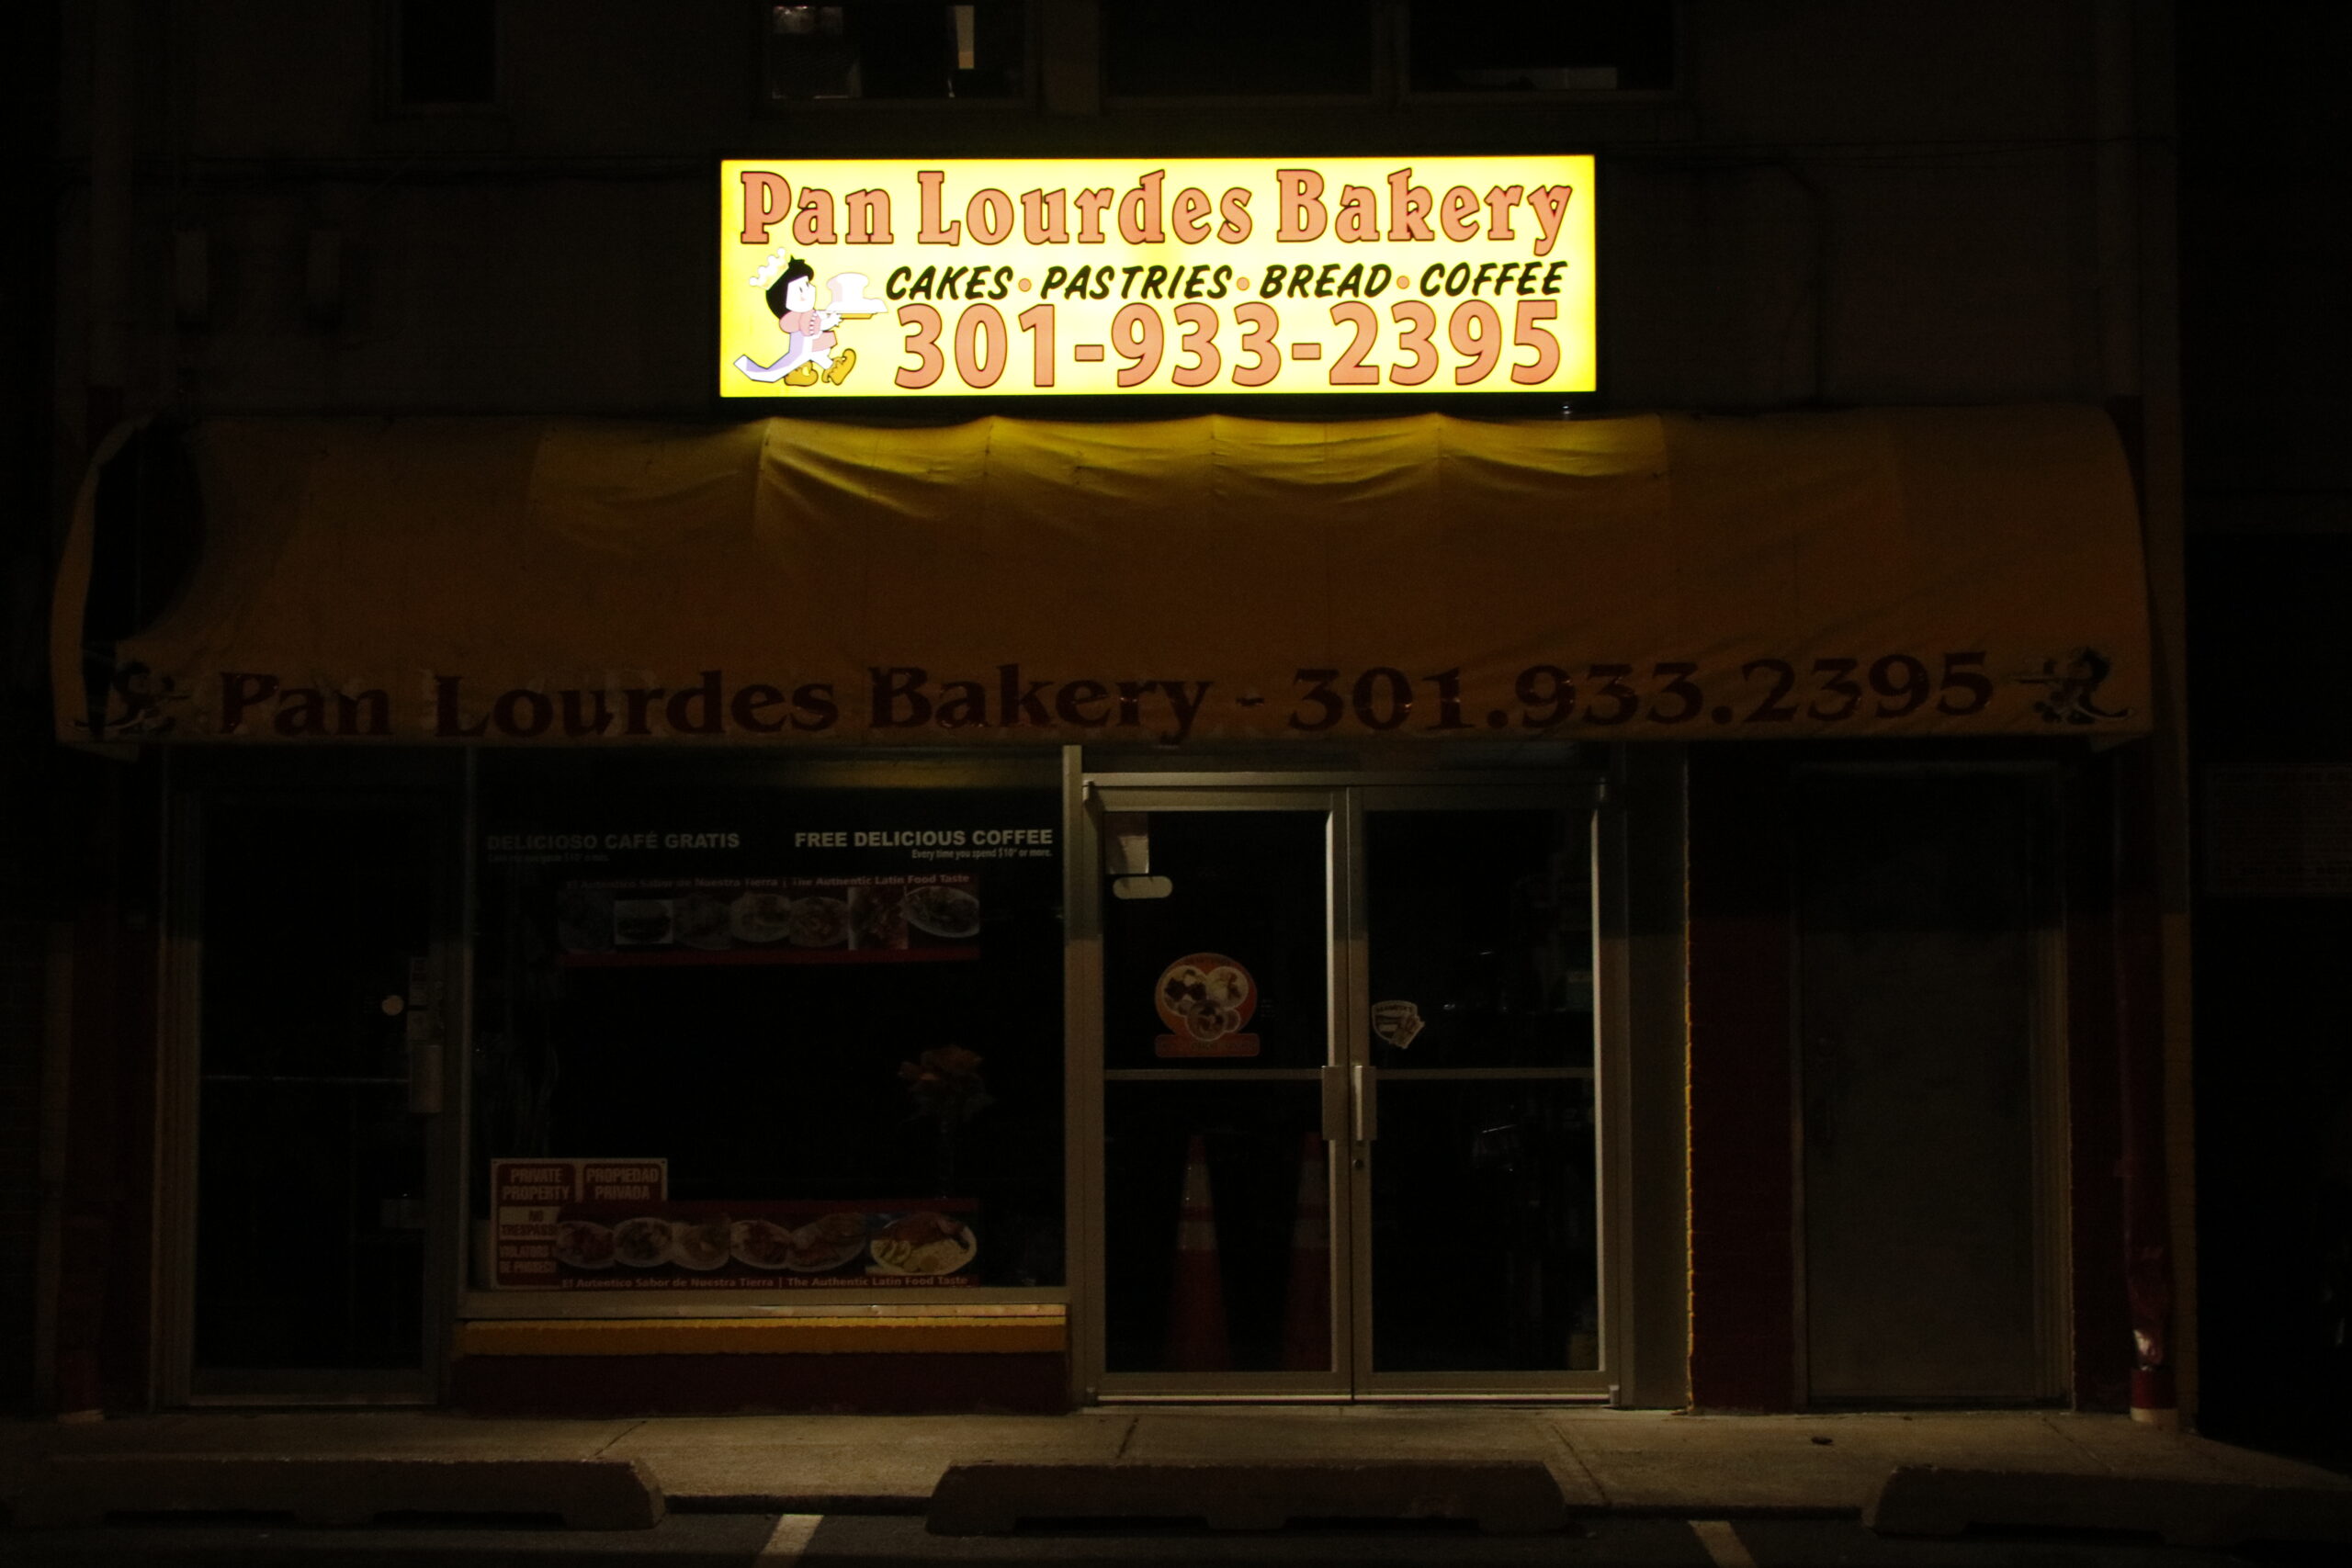 Pan Lourdes Bakery
CAKES • PASTRIES • BREAD • COFFEE
301-933-2395
Pan Lourdes Bakery - 301.933.2395
DELICIOSO CAFÉ GRATIS
FREE DELICIOUS COFFEE
Every time you spend $10 or more.
El Autentico Sabor de Nuestra Tierra | The Authentic Latin Food Taste
PRIVATE PROPERTY
PROPIEDAD PRIVADA
NO
El Autentico Sabor de Nuestra Tierra | The Authentic Latin Food Taste